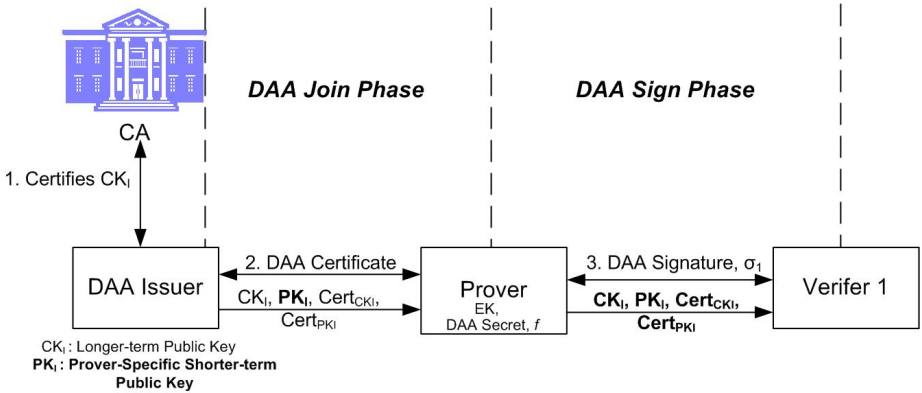 DAA Join Phase
DAA Sign Phase
CA
1. Certifies CKI
DAA Issuer
2. DAA Certificate
CKI, PKI, CertCKI,
CertPKI
Prover
EK,
DAA Secret, f
3. DAA Signature, σ1
CKI, PKI, CertCKI,
CertPKI
Verifer 1
CKI : Longer-term Public Key
PKI : Prover-Specific Shorter-term
Public Key